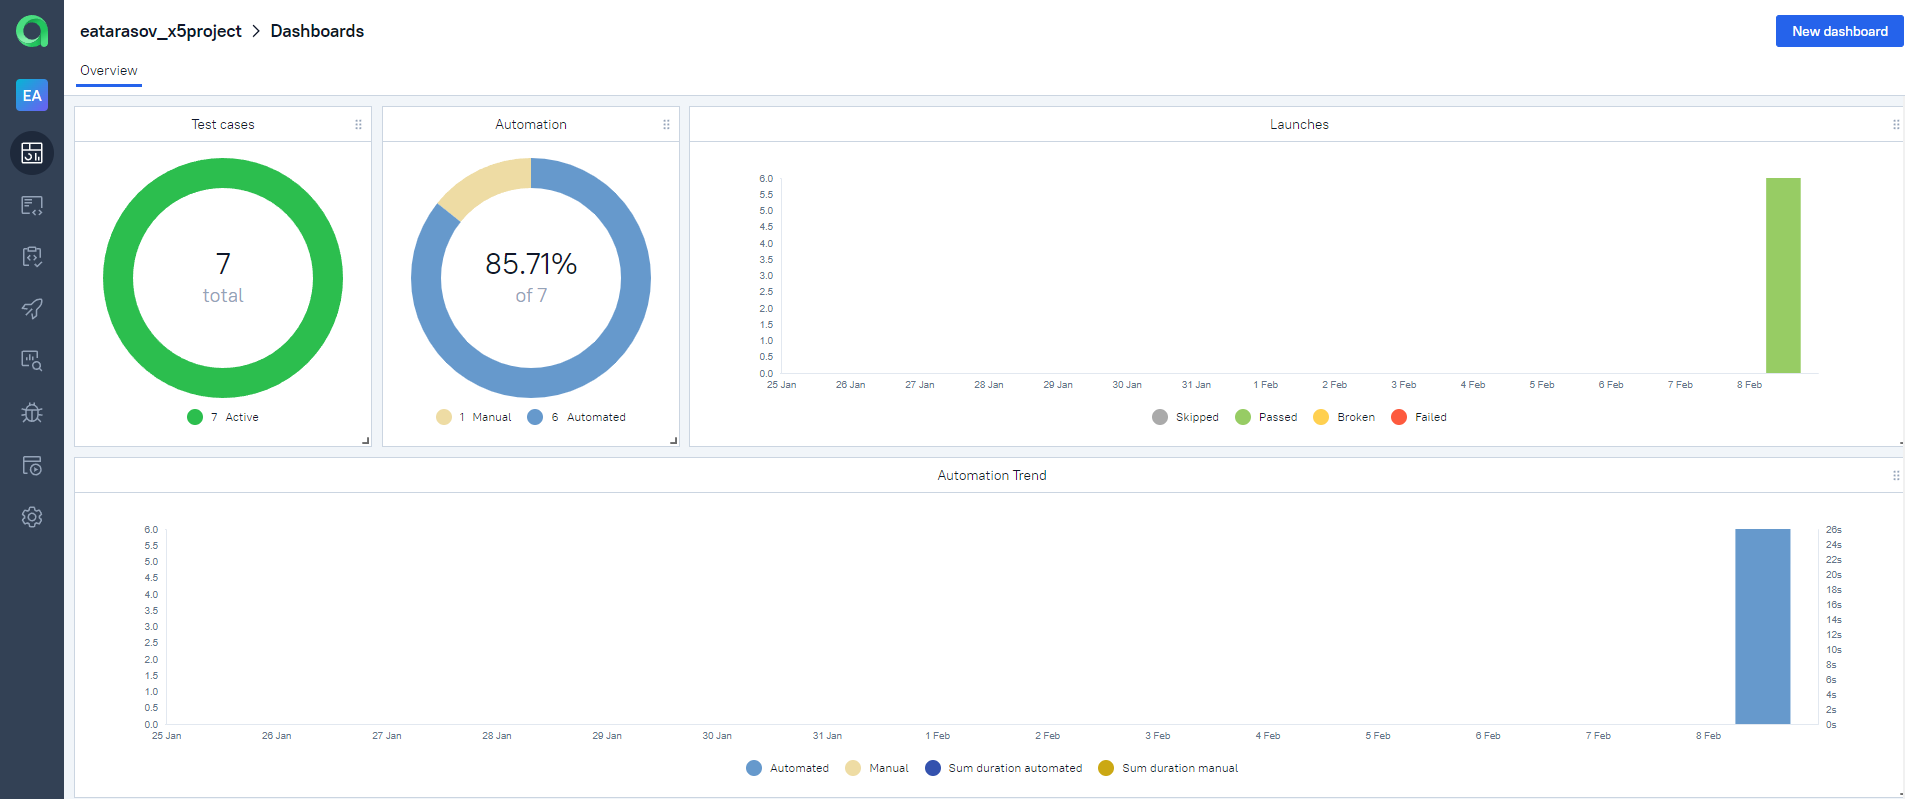 eatarasov_x5project > Dashboards
New dashboard
Overview
EA
Test cases
7
total
7 Active
Automation
85.71%
of 7
1 Manual 6 Automated
Launches
6.0
5.5
5.0
4.5
4.0
3.5
3.0
2.5
2.0
1.5
1.0
0.5
0.0
25 Jan 26 Jan 27 Jan 28 Jan 29 Jan 30 Jan 31 Jan 1 Feb 2 Feb 3 Feb 4 Feb 5 Feb 6 Feb 7 Feb 8 Feb
Skipped Passed Broken Failed
Automation Trend
6.0
5.5
5.0
4.5
4.0
3.5
3.0
2.5
2.0
1.5
1.0
0.5
0.0
26s
24s
22s
20s
18s
16s
14s
12s
10s
8s
6s
4s
2s
0s
25 Jan 26 Jan 27 Jan 28 Jan 29 Jan 30 Jan 31 Jan 1 Feb 2 Feb 3 Feb 4 Feb 5 Feb 6 Feb 7 Feb 8 Feb
Automated Manual Sum duration automated Sum duration manual